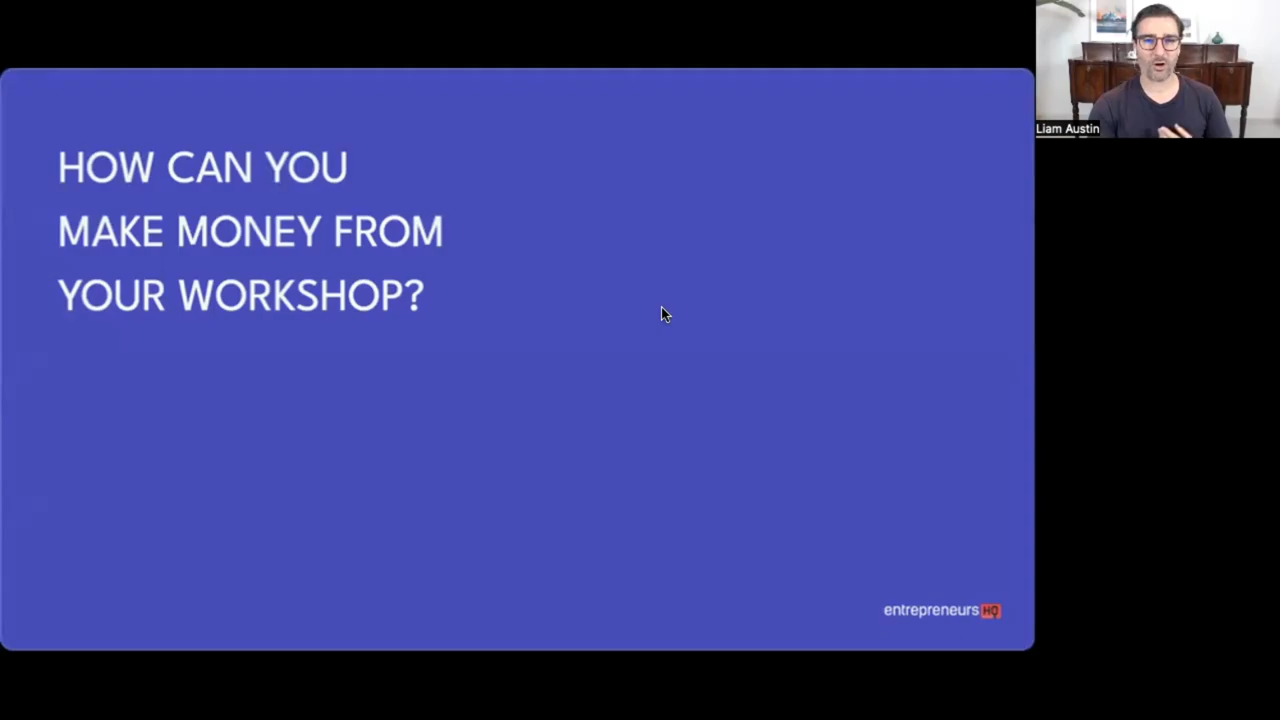 HOW CAN YOU
MAKE MONEY FROM
YOUR WORKSHOP?
entrepreneurs HQ
Liam Austin